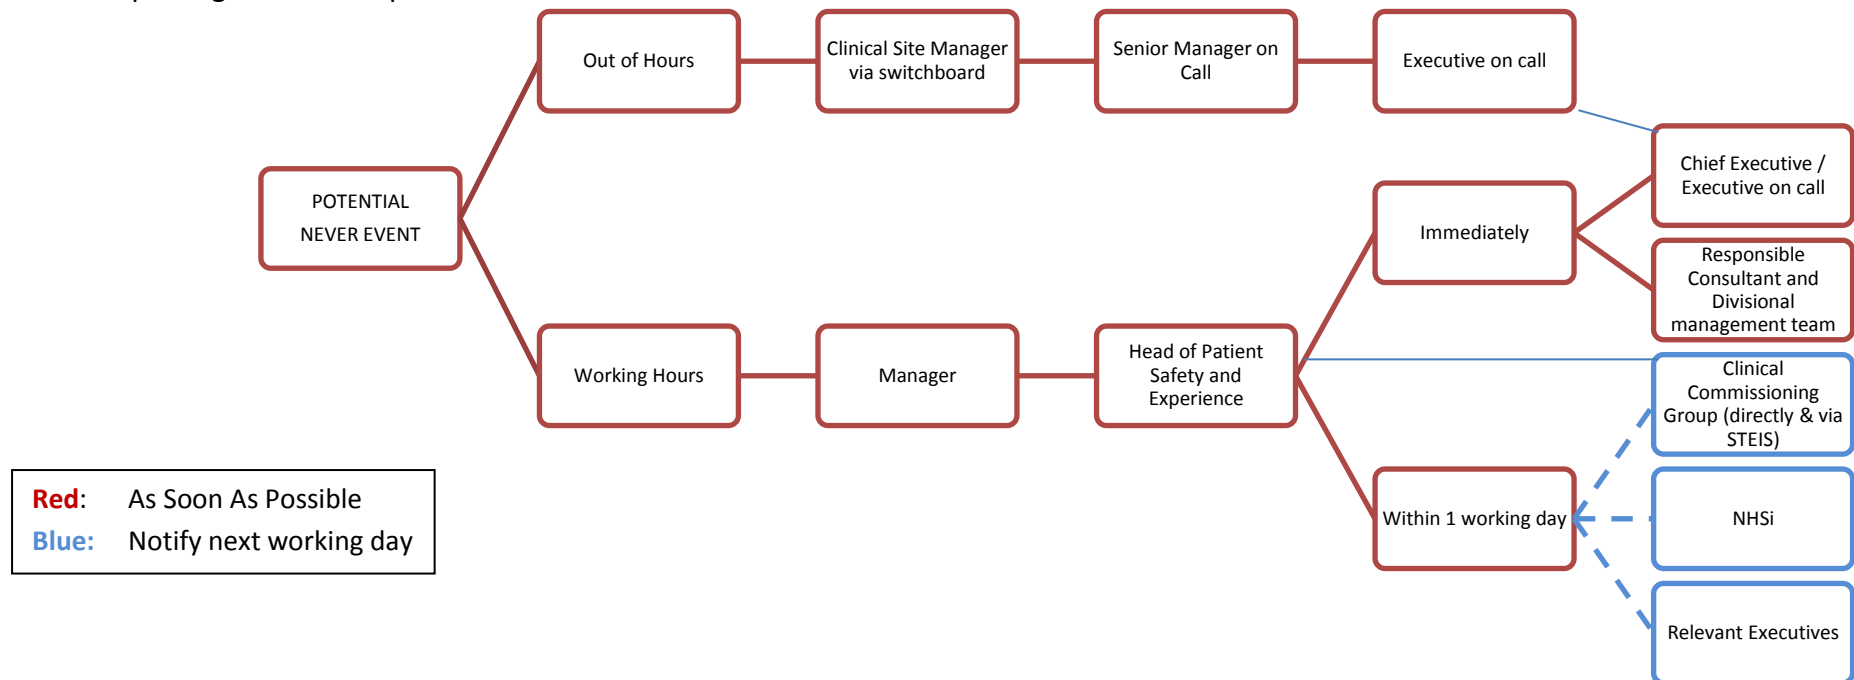 Out of Hours
Clinical Site Manager
via switchboard
Senior Manager on
Call
Executive on call
POTENTIAL
NEVER EVENT
Chief Executive /
Executive on call
Immediately
Responsible
Consultant and
Divisional
management team
Working Hours
Manager
Head of Patient
Safety and
Experience
Clinical
Commissioning
Group (directly & via
STEIS)
Within 1 working day
NHSi
Relevant Executives
Red: As Soon As Possible
Blue: Notify next working day